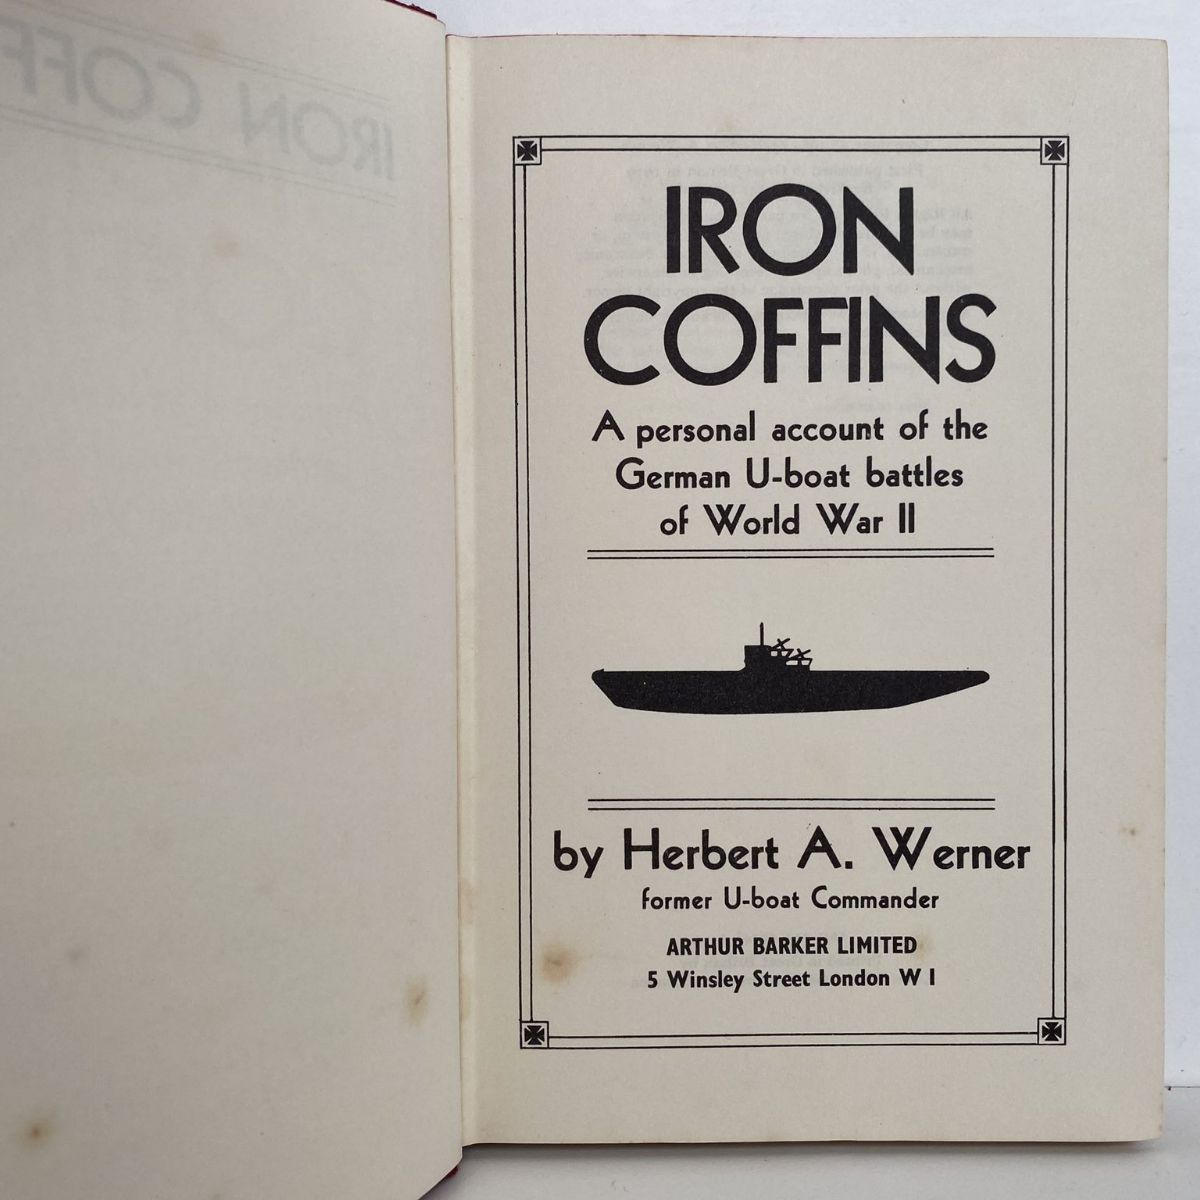 IRON
COFFINS
A personal account of the
German U-boat battles
of World War II
by Herbert A. Werner
former U-boat Commander
ARTHUR BARKER LIMITED
5 Winsley Street London W1